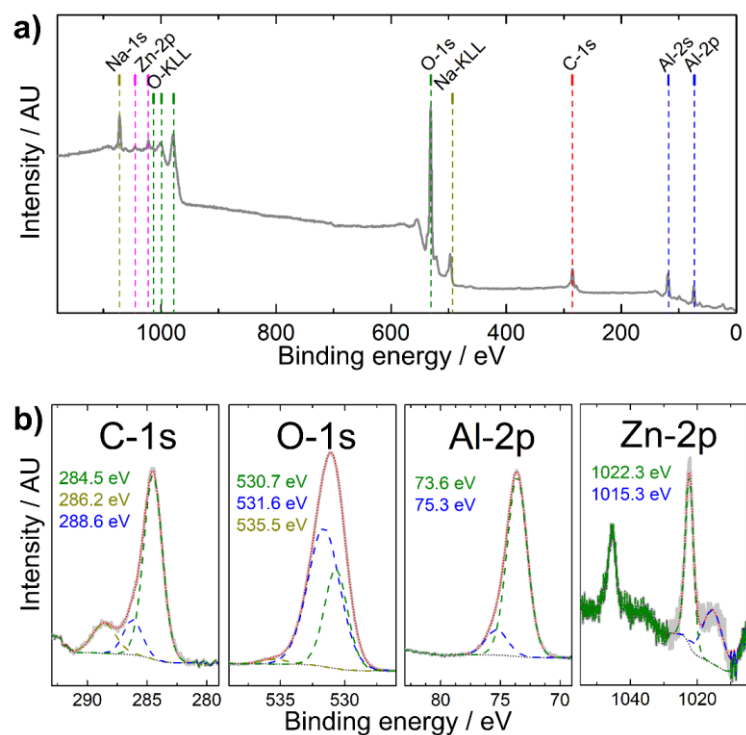 a)
Na-1s
Zn-2p
O-KLL
O-1s
Na-KLL
C-1s
Al-2s
Al-2p
Intensity / AU
1000 800 600 400 200 0
Binding energy / eV
b)
C-1s
284.5 eV
286.2 eV
288.6 eV
O-1s
530.7 eV
531.6 eV
535.5 eV
Al-2p
73.6 eV
75.3 eV
Zn-2p
1022.3 eV
1015.3 eV
Intensity / AU
290 285 280 535 530 80 75 70 1040 1020
Binding energy / eV